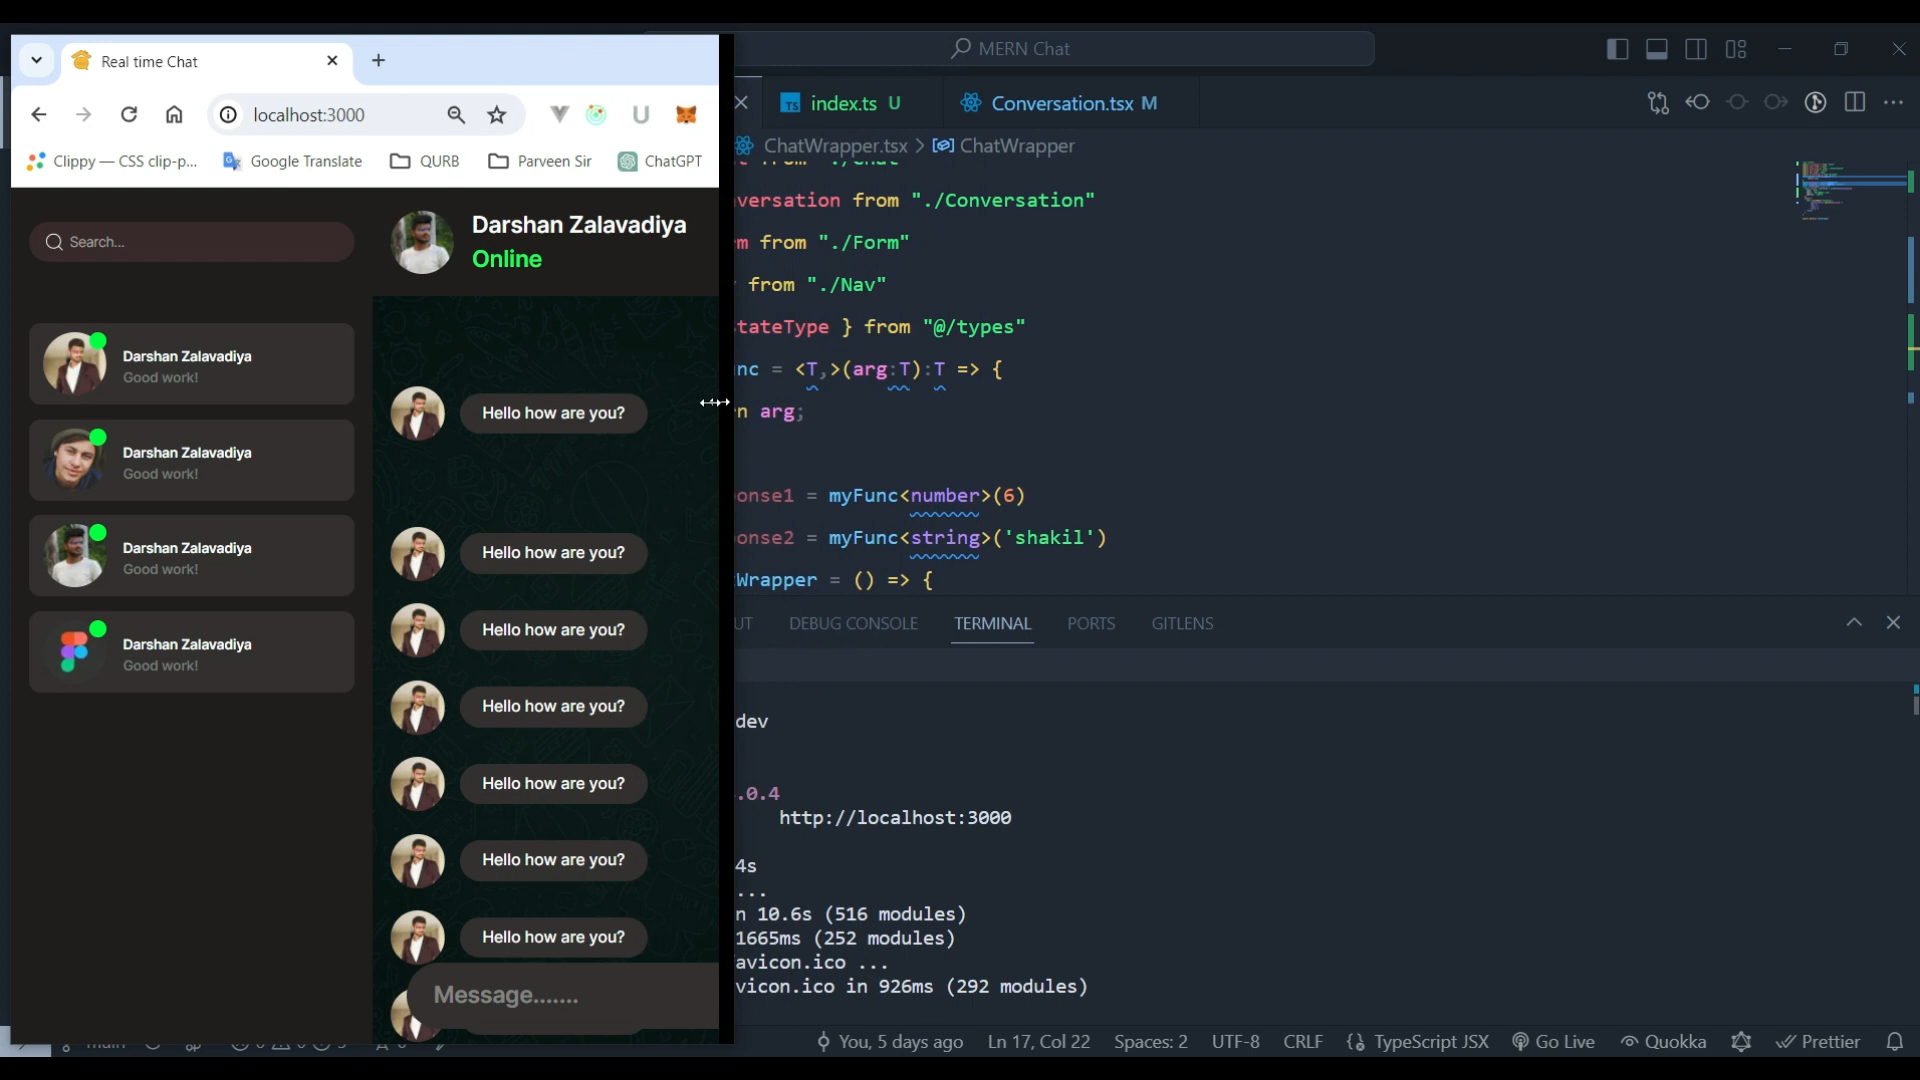 Real time Chat
MERN Chat
localhost:3000
index.ts U
Conversation.tsx M
Clippy — CSS clip-p...
Google Translate
QURB
Parveen Sir
ChatGPT
ChatWrapper.tsx > ChatWrapper
versation from "./Conversation"
m from "./Form"
from "./Nav"
tateType } from "@/types"
nc = <T,>(arg:T):T => {
n arg;
onse1 = myFunc<number>(6)
onse2 = myFunc<string>('shakil')
Wrapper = () => {
Search...
Darshan Zalavadiya
Good work!
Darshan Zalavadiya
Good work!
Darshan Zalavadiya
Good work!
Darshan Zalavadiya
Good work!
Darshan Zalavadiya
Online
Hello how are you?
Hello how are you?
Hello how are you?
Hello how are you?
Hello how are you?
Hello how are you?
Hello how are you?
Message.......
UT
DEBUG CONSOLE
TERMINAL
PORTS
GITLENS
dev
.0.4
http://localhost:3000
4s
...
n 10.6s (516 modules)
1665ms (252 modules)
avicon.ico ...
vicon.ico in 926ms (292 modules)
You, 5 days ago
Ln 17, Col 22
Spaces: 2
UTF-8
CRLF
TypeScript JSX
Go Live
Quokka
Prettier